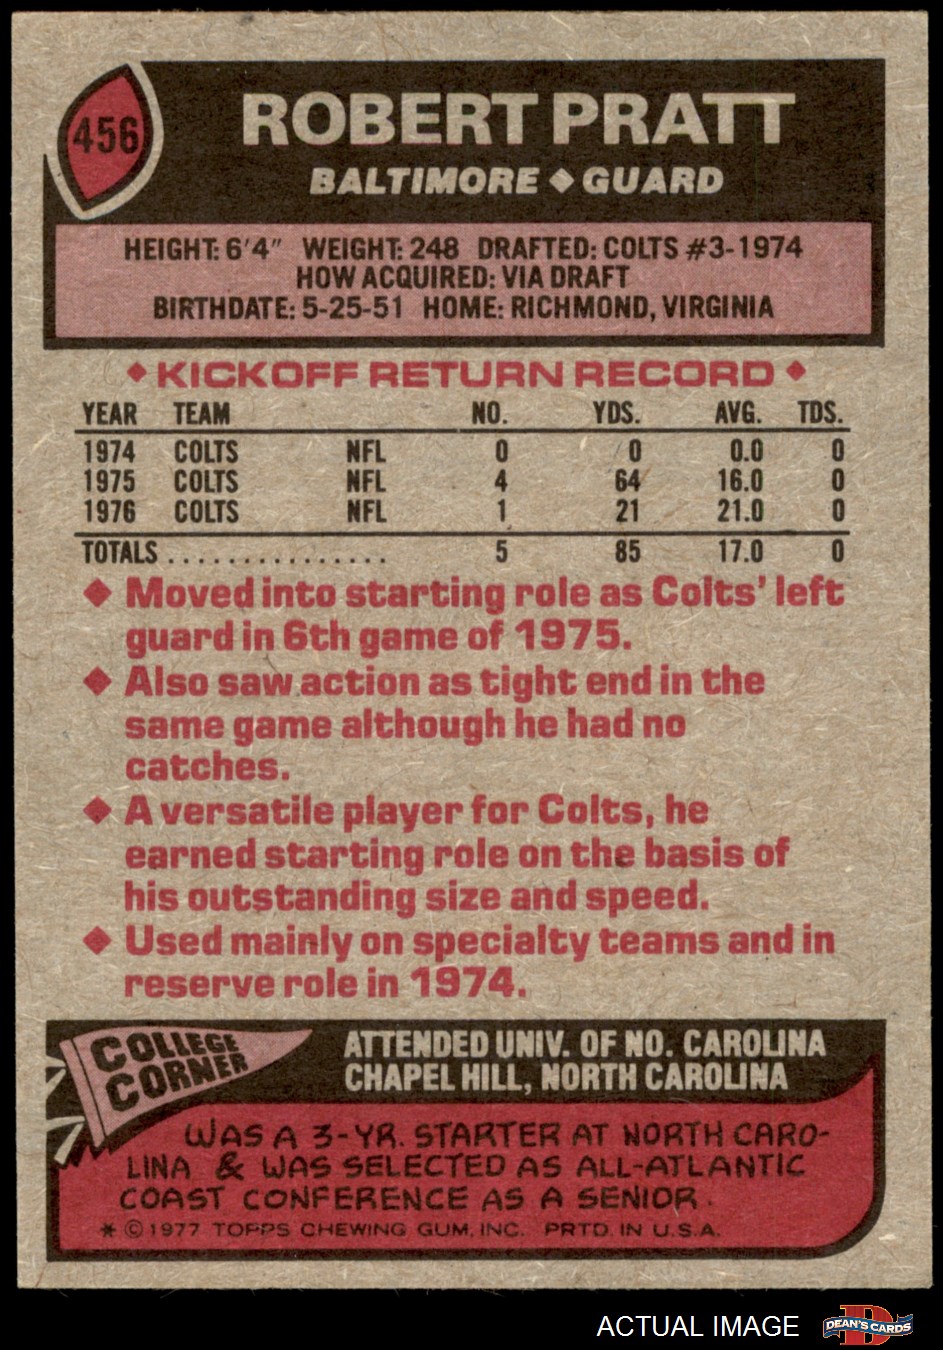 456
ROBERT PRATT
BALTIMORE ◆ GUARD
HEIGHT: 6'4" WEIGHT: 248 DRAFTED: COLTS #3-1974
HOW ACQUIRED: VIA DRAFT
BIRTHDATE: 5-25-51 HOME: RICHMOND, VIRGINIA
◆ KICKOFF RETURN RECORD ◆
YEAR TEAM NO. YDS. AVG. TDS.
1974 COLTS NFL 0 0 0.0 0
1975 COLTS NFL 4 64 16.0 0
1976 COLTS NFL 1 21 21.0 0
TOTALS............... 5 85 17.0 0
◆ Moved into starting role as Colts' left
guard in 6th game of 1975.
◆ Also saw action as tight end in the
same game although he had no
catches.
◆ A versatile player for Colts, he
earned starting role on the basis of
his outstanding size and speed.
◆ Used mainly on specialty teams and in
reserve role in 1974.
COLLEGE
CORNER
ATTENDED UNIV. OF NO. CAROLINA
CHAPEL HILL, NORTH CAROLINA
WAS A 3-YR. STARTER AT NORTH CARO-
LINA & WAS SELECTED AS ALL-ATLANTIC
COAST CONFERENCE AS A SENIOR.
* © 1977 TOPPS CHEWING GUM, INC. PRTD. IN U.S.A.
ACTUAL IMAGE
D
DEAN'S CARDS